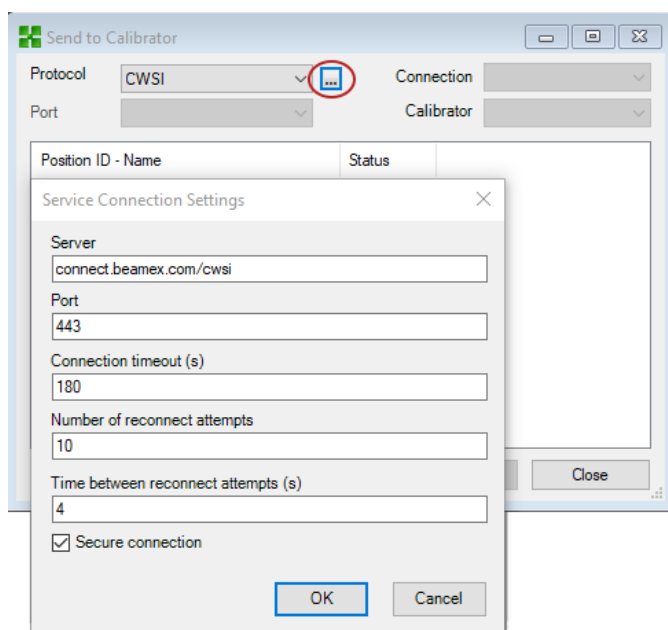 Send to Calibrator
Protocol CWSI ... Connection
Port Calibrator
Position ID - Name Status
Service Connection Settings
Server
connect.beamex.com/cwsi
Port
443
Connection timeout (s)
180
Number of reconnect attempts
10
Close
Time between reconnect attempts (s)
4
Secure connection
OK Cancel